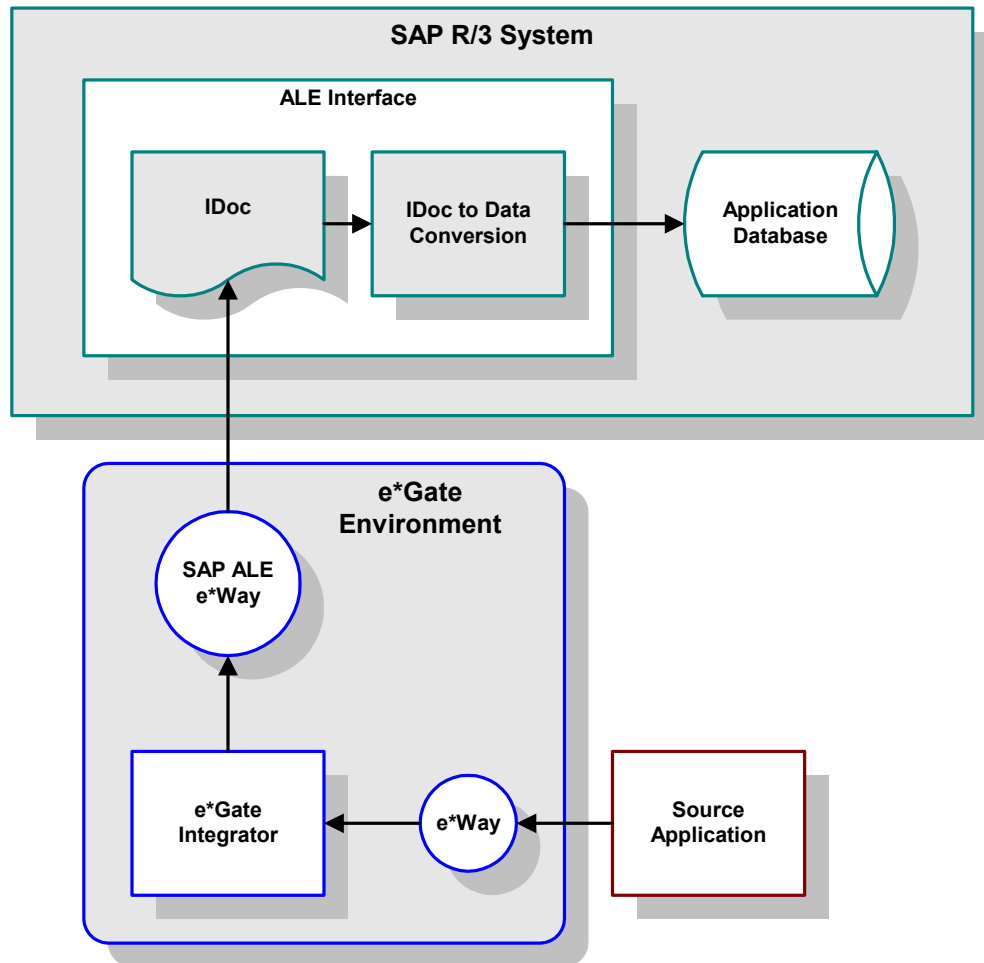 SAP R/3 System
ALE Interface
IDoc
IDoc to Data
Conversion
Application
Database
e*Gate
Environment
SAP ALE
e*Way
e*Gate
Integrator
e*Way
Source
Application